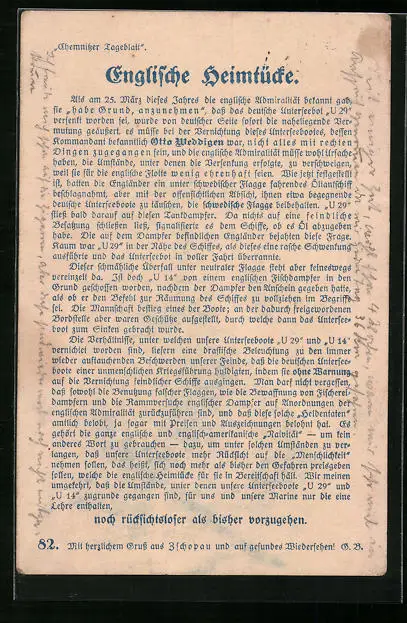 „Chemnitzer Tageblatt".
Englische Heimtücke.
Als am 25. März dieses Jahres die englische Admiralität bekannt gab,
sie „habe Grund, anzunehmen", daß das deutsche Unterseeboot „U 29"
versenkt worden sei, wurde von deutscher Seite sofort die naheliegende Ver-
mutung geäußert, es müsse bei der Vernichtung dieses Unterseebootes, dessen
Kommandant bekanntlich Otto Weddigen war, nicht alles mit rechten
Dingen zugegangen sein, und die englische Admiralität müsse wohl Ursache
haben, die Umstände, unter denen die Versenkung erfolgte, zu verschweigen,
weil sie für die englische Flotte wenig ehrenhaft seien. Wie jetzt festgestellt
ist, hatten die Engländer ein unter schwedischer Flagge fahrendes Öltankschiff
beschlagnahmt, aber mit der offensichtlichen Absicht, ihnen etwa begegnende
deutsche Unterseeboote zu täuschen, die schwedische Flagge beibehalten. „U 29"
stieß bald darauf auf diesen Tankdampfer. Da nichts auf eine feindliche
Besatzung schließen ließ, signalisierte es dem Schiffe, ob es Öl abgegeben
habe. Die auf dem Dampfer befindlichen Engländer bejahten diese Frage.
Kaum war „U 29" in der Nähe des Schiffes, als dieses eine rasche Schwenkung
ausführte und das Unterseeboot in voller Fahrt überrannte.
Dieser schmähliche Überfall unter neutraler Flagge steht aber keineswegs
vereinzelt da. Ist doch „U 14" von einem englischen Fischdampfer in den
Grund geschossen worden, nachdem der Dampfer den Anschein gegeben hatte,
als ob er den Befehl zur Räumung des Schiffes zu vollziehen im Begriffe
sei. Die Mannschaft bestieg eines der Boote; an der dadurch freigewordenen
Bordstelle aber waren Geschütze aufgestellt, durch welche dann das Untersee-
boot zum Sinken gebracht wurde.
Die Verhältnisse, unter welchen unsere Unterseeboote „U 29" und „U 14"
vernichtet worden sind, liefern eine drastische Beleuchtung zu den immer
wieder auftauchenden Beschwerden unserer Feinde, daß die deutschen Untersee-
boote einer unmenschlichen Kriegsführung huldigten, indem sie ohne Warnung
auf die Vernichtung feindlicher Schiffe ausgingen. Man darf nicht vergessen,
daß sowohl die Benutzung falscher Flaggen, wie die Bewaffnung von Fischerei-
dampfern und die Rammversuche englischer Dampfer auf Anordnungen der
englischen Admiralität zurückzuführen sind, und daß diese solche „Heldentaten"
amtlich belobt, ja sogar mit Preisen und Auszeichnungen belohnt hat. Es
gehört die ganze englische und englisch-amerikanische „Naivität" — um kein
anderes Wort zu gebrauchen — dazu, um unter solchen Umständen zu ver-
langen, daß unsere Unterseeboote mehr Rücksicht auf die „Menschlichkeit"
nehmen sollen, das heißt, sich noch mehr als bisher den Gefahren preisgeben
sollen, welche die englische Heimtücke für sie in Bereitschaft hält. Wir meinen
umgekehrt, daß die Umstände, unter denen unsere Unterseeboote „U 29" und
„U 14" zugrunde gegangen sind, für uns und unsere Marine nur die eine
Lehre enthalten,
noch rücksichtsloser als bisher vorzugehen.
82. Mit herzlichem Gruß aus Zschopau und auf gesundes Wiedersehen! G. B.